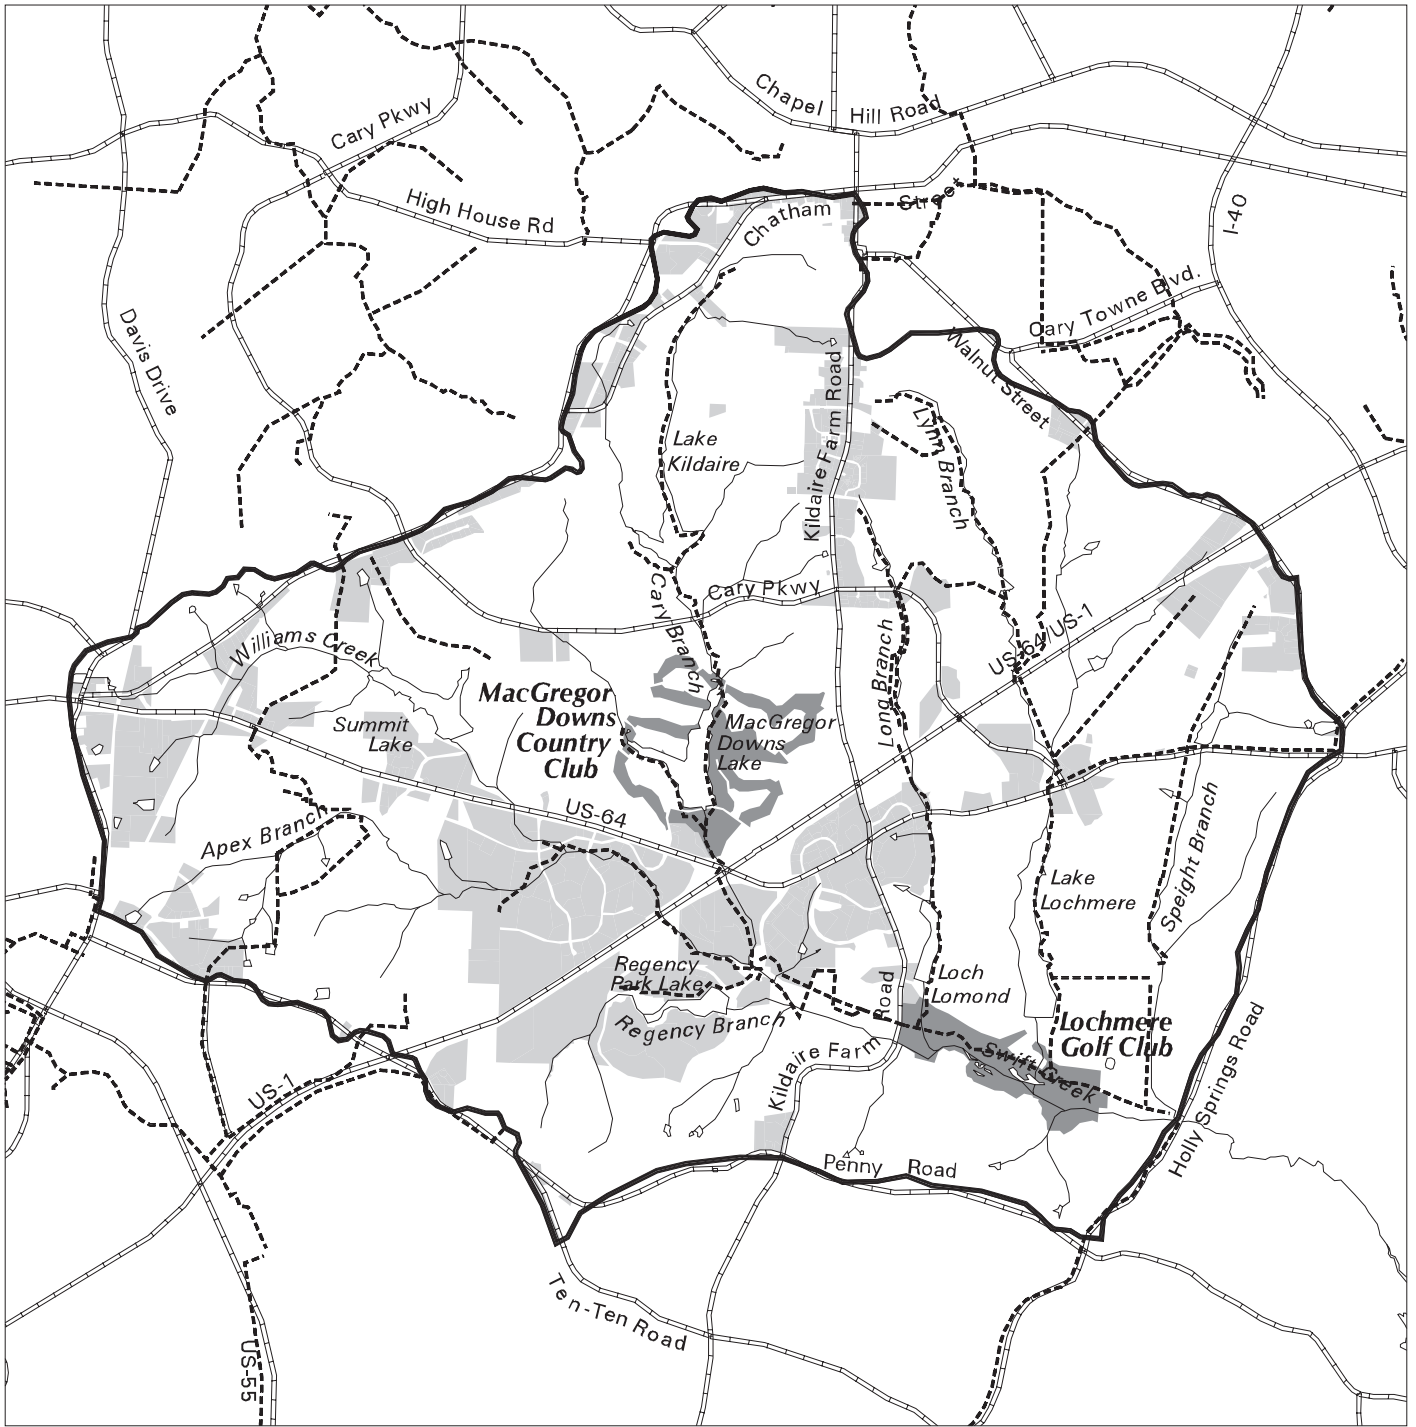 Chapel Hill Road
Cary Pkwy
High House Rd
Chatham Street
I-40
Cary Towne Blvd.
Davis Drive
Walnut Street
Kildaire Farm Road
Lynn Branch
Lake
Kildaire
Cary Branch
Cary Pkwy
Williams Creek
Long Branch
US-64/US-1
MacGregor
Downs
Country
Club
MacGregor
Downs
Lake
Summit
Lake
US-64
Apex Branch
Speight Branch
Lake
Lochmere
Regency
Park Lake
Loch
Lomond
Regency Branch
Lochmere
Golf Club
Swift Creek
Kildaire Farm Road
US-1
Holly Springs Road
Penny Road
Ten-Ten Road
US-55